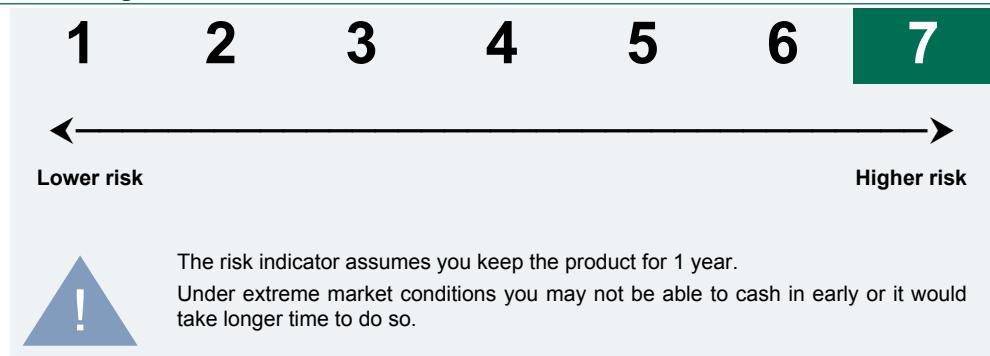 1 2 3 4 5 6 7
Lower risk Higher risk
The risk indicator assumes you keep the product for 1 year.
!
Under extreme market conditions you may not be able to cash in early or it would
take longer time to do so.